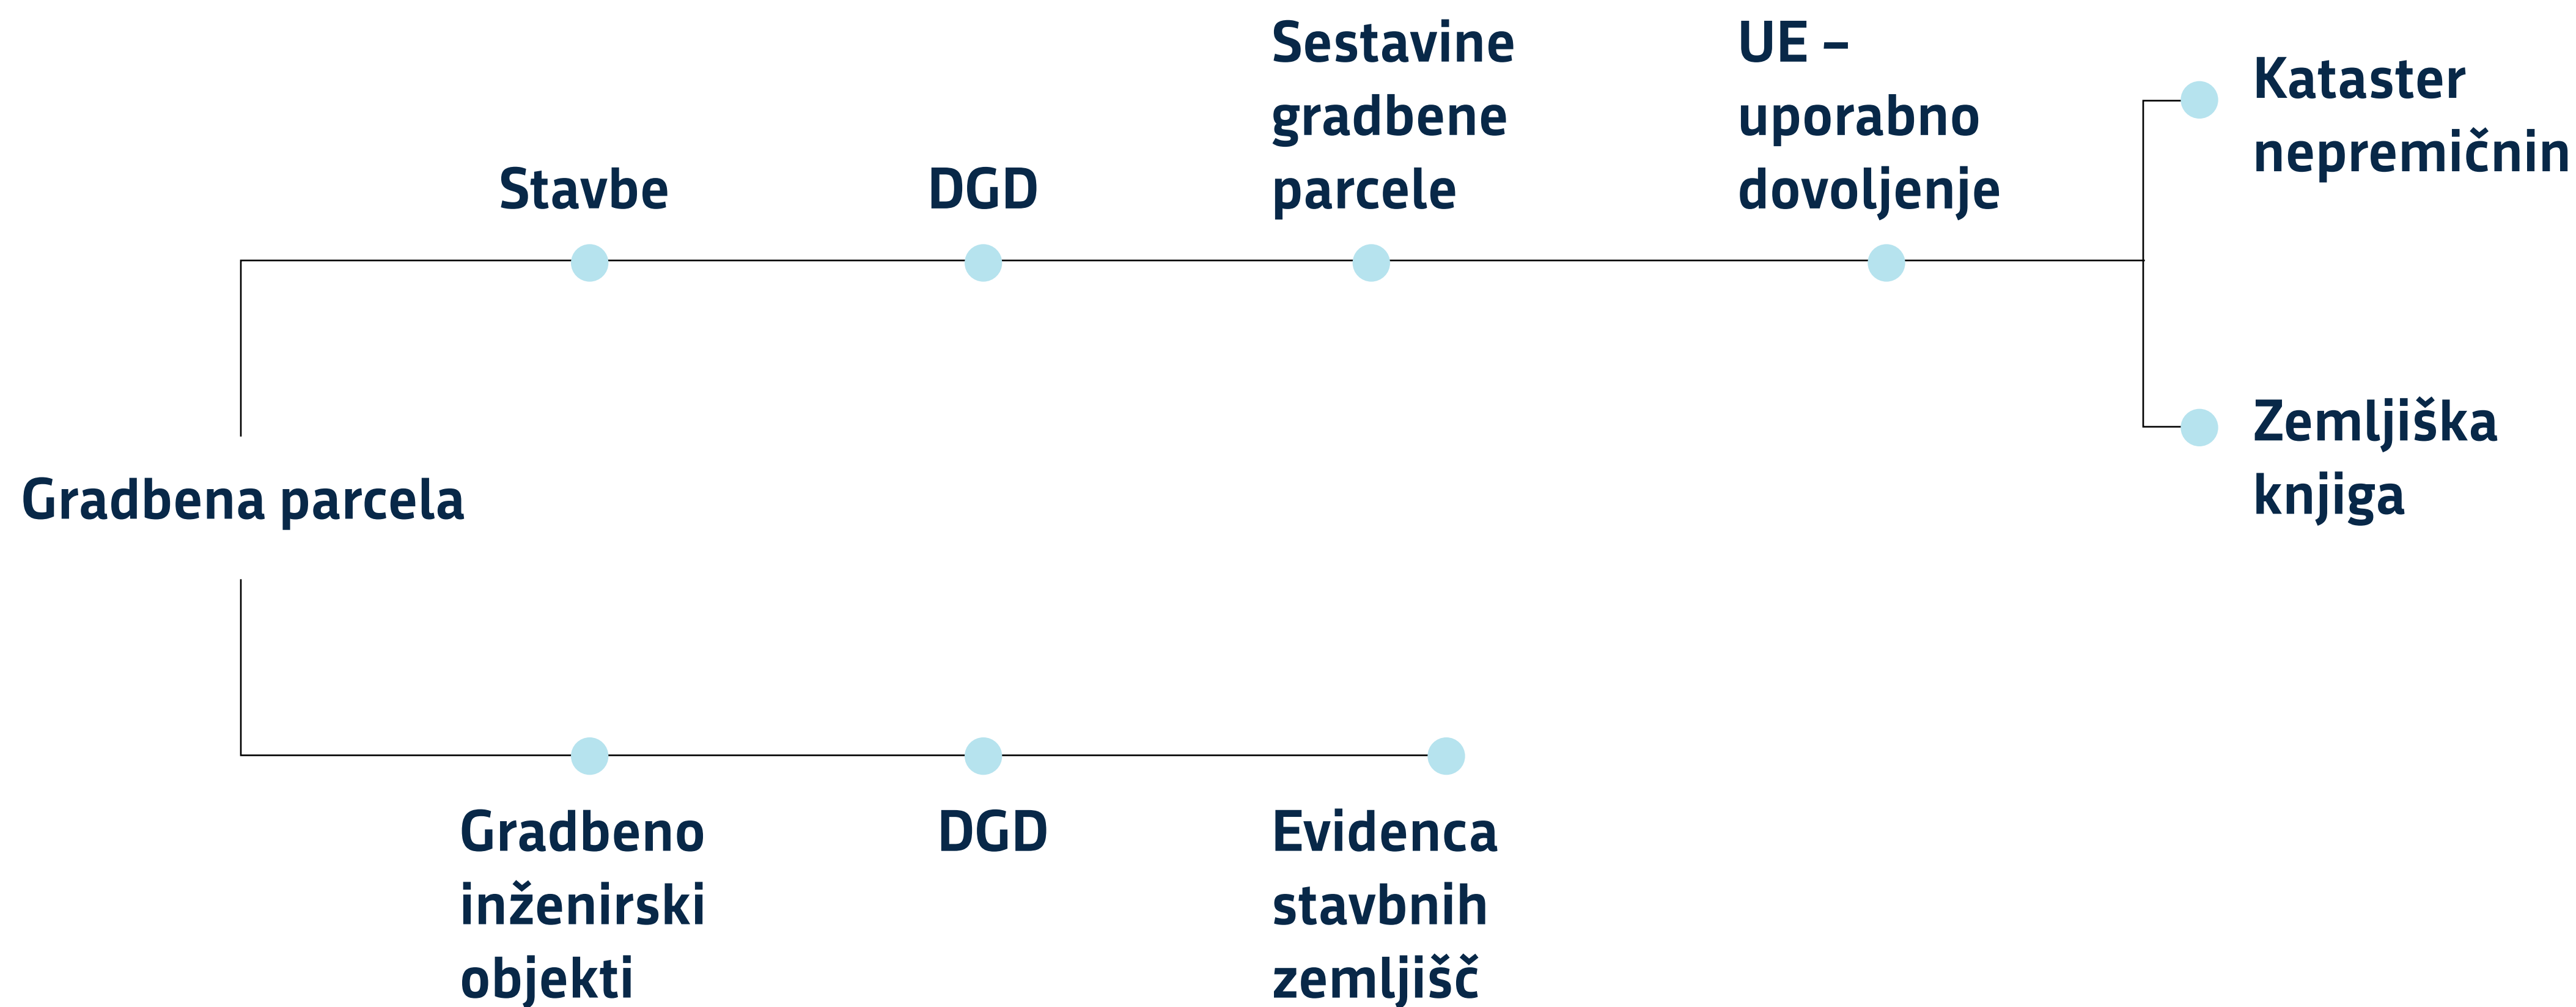 Stavbe
DGD
Sestavine
gradbene
parcele
UE –
uporabno
dovoljenje
Kataster
nepremičnin
Zemljiška
knjiga
Gradbena parcela
Gradbeno
inženirski
objekti
DGD
Evidenca
stavbnih
zemljišč